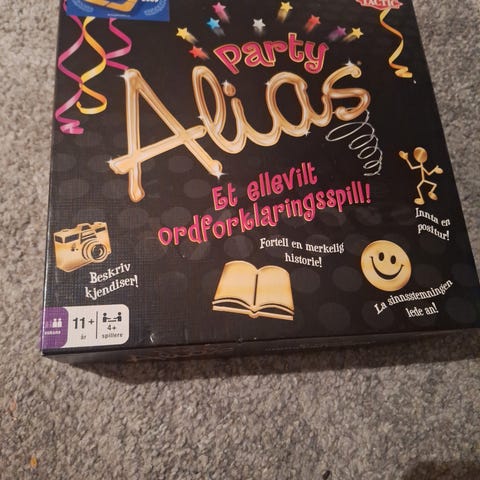 TACTIC
Party
Alias
Et ellevilt
ordforklaringsspill!
Innta en
positur!
Fortell en merkelig
historie!
Beskriv
kjendiser!
La sinnsstemningen
lede an!
11+
år
4+
spillere